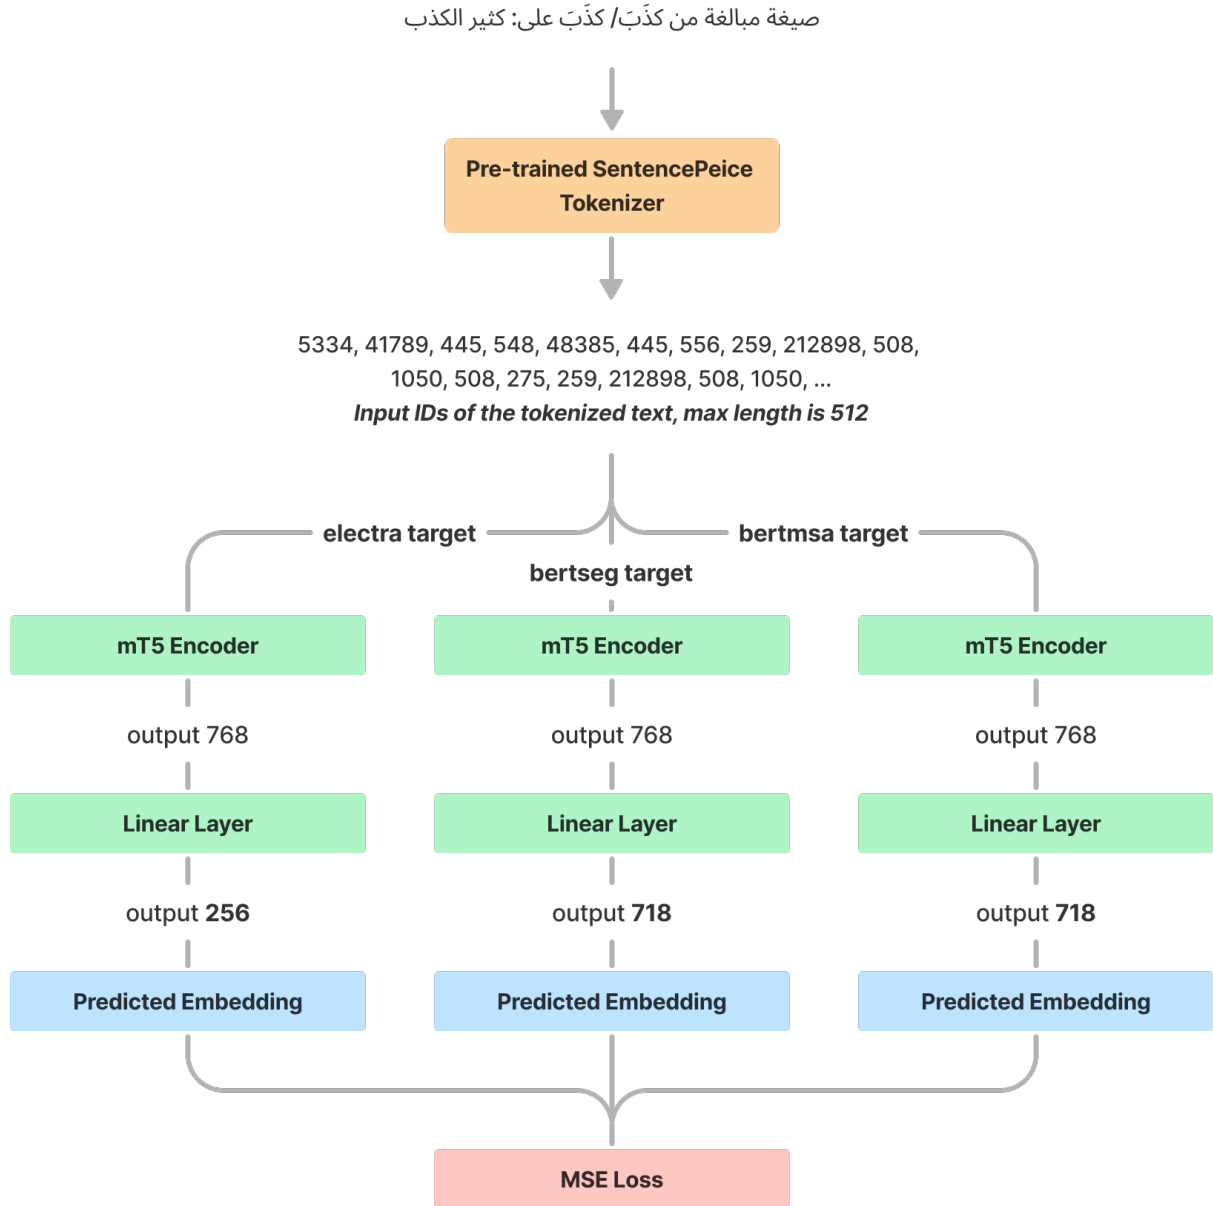 صيغة مبالغة من كذَبَ/ كذَبَ على: كثير الكذب
Pre-trained SentencePeice
Tokenizer
5334, 41789, 445, 548, 48385, 445, 556, 259, 212898, 508,
1050, 508, 275, 259, 212898, 508, 1050, ...
Input IDs of the tokenized text, max length is 512
electra target
bertmsa target
bertseg target
mT5 Encoder
mT5 Encoder
mT5 Encoder
output 768
output 768
output 768
Linear Layer
Linear Layer
Linear Layer
output 256
output 718
output 718
Predicted Embedding
Predicted Embedding
Predicted Embedding
MSE Loss